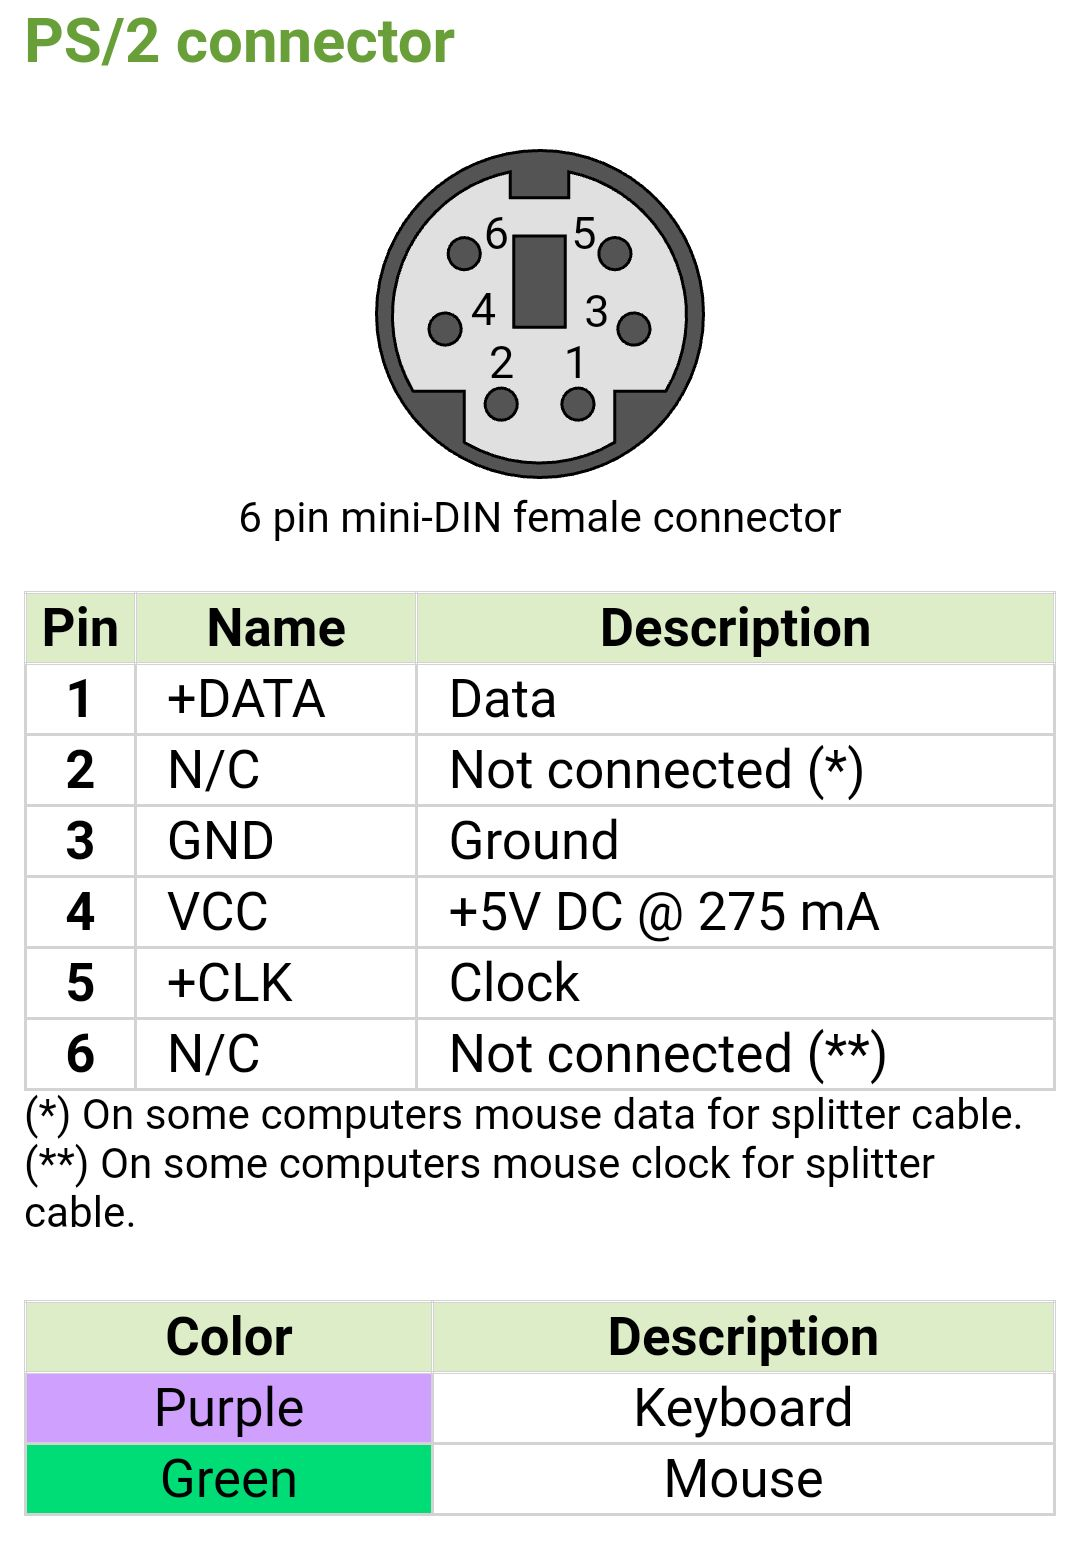 PS/2 connector
6 5
4 3
2 1
6 pin mini-DIN female connector
Pin Name Description
1 +DATA Data
2 N/C Not connected (*)
3 GND Ground
4 VCC +5V DC @ 275 mA
5 +CLK Clock
6 N/C Not connected (**)
(*) On some computers mouse data for splitter cable.
(**) On some computers mouse clock for splitter
cable.
Color Description
Purple Keyboard
Green Mouse